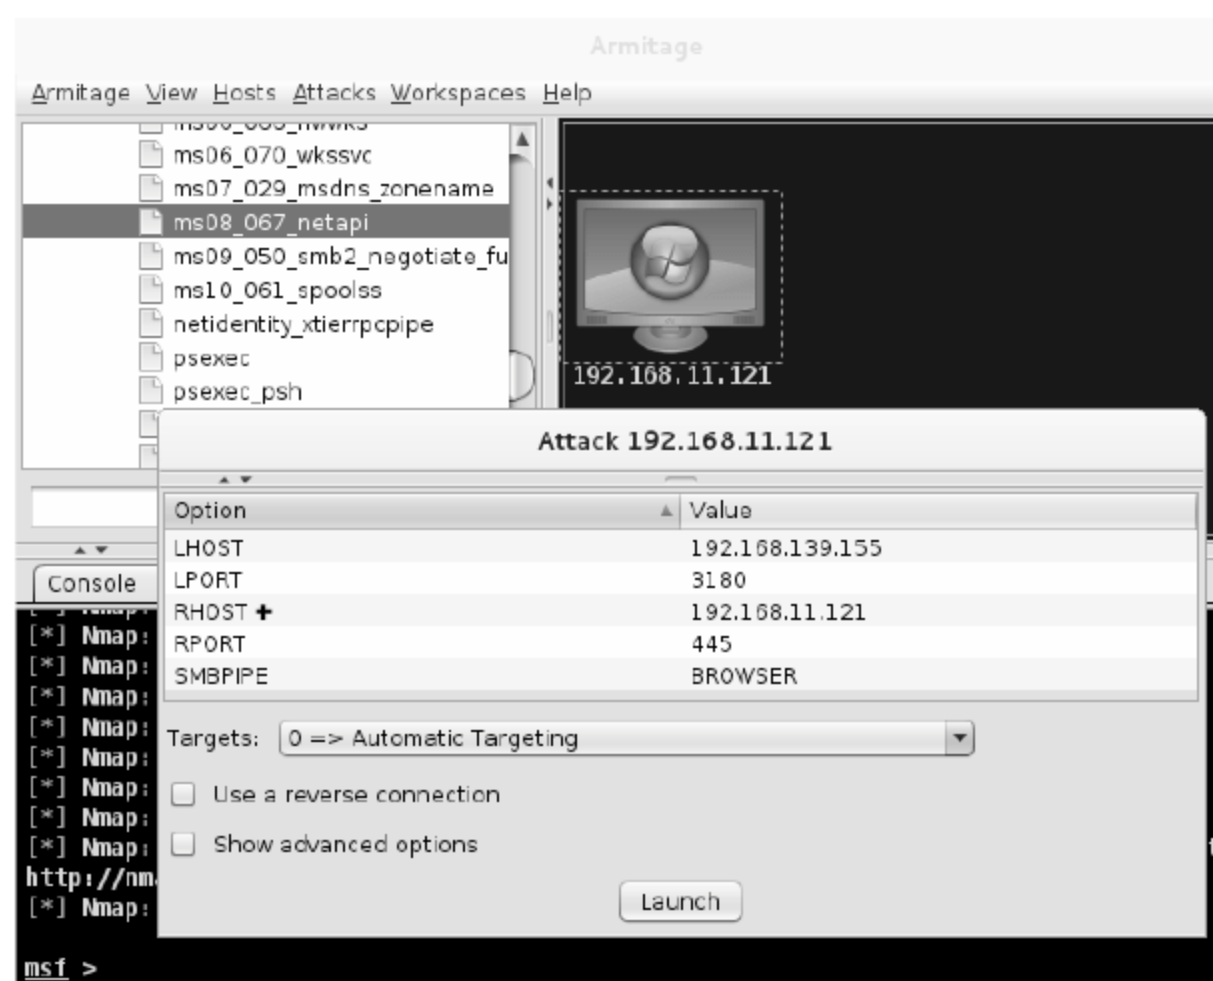 Armitage
Armitage View Hosts Attacks Workspaces Help
ms06_070_wkssvc
ms07_029_msdns_zonename
ms08_067_netapi
ms09_050_smb2_negotiate_fu
ms10_061_spoolss
netidentity_xtierrpcpipe
psexec
psexec_psh
192.168.11.121
Attack 192.168.11.121
Option Value
LHOST 192.168.139.155
LPORT 3180
RHOST + 192.168.11.121
RPORT 445
SMBPIPE BROWSER
Targets: 0 => Automatic Targeting
Use a reverse connection
Show advanced options
Launch
Console
[*] Nmap:
[*] Nmap:
[*] Nmap:
[*] Nmap:
[*] Nmap:
[*] Nmap:
[*] Nmap:
[*] Nmap:
http://nm
[*] Nmap:
msf >